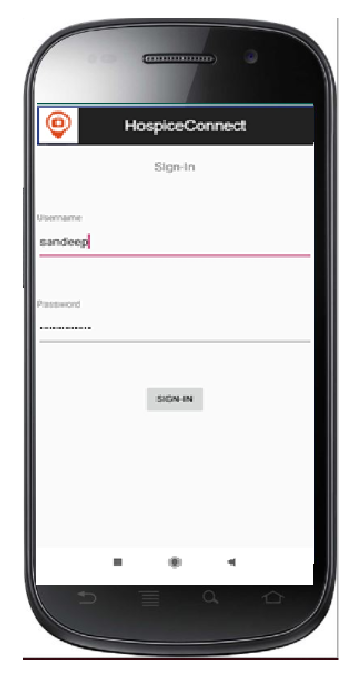 HospiceConnect
Sign-In
Username
sandeep
Password
SIGN-IN